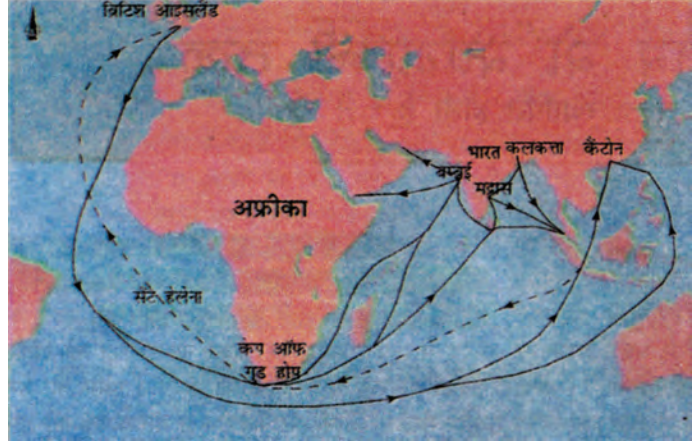 ब्रिटिश आइसलैंड
भारत कलकत्ता कैंटोन
बम्बई
मद्रास
अफ्रीका
सेंट हेलेना
केप ऑफ
गुड होप